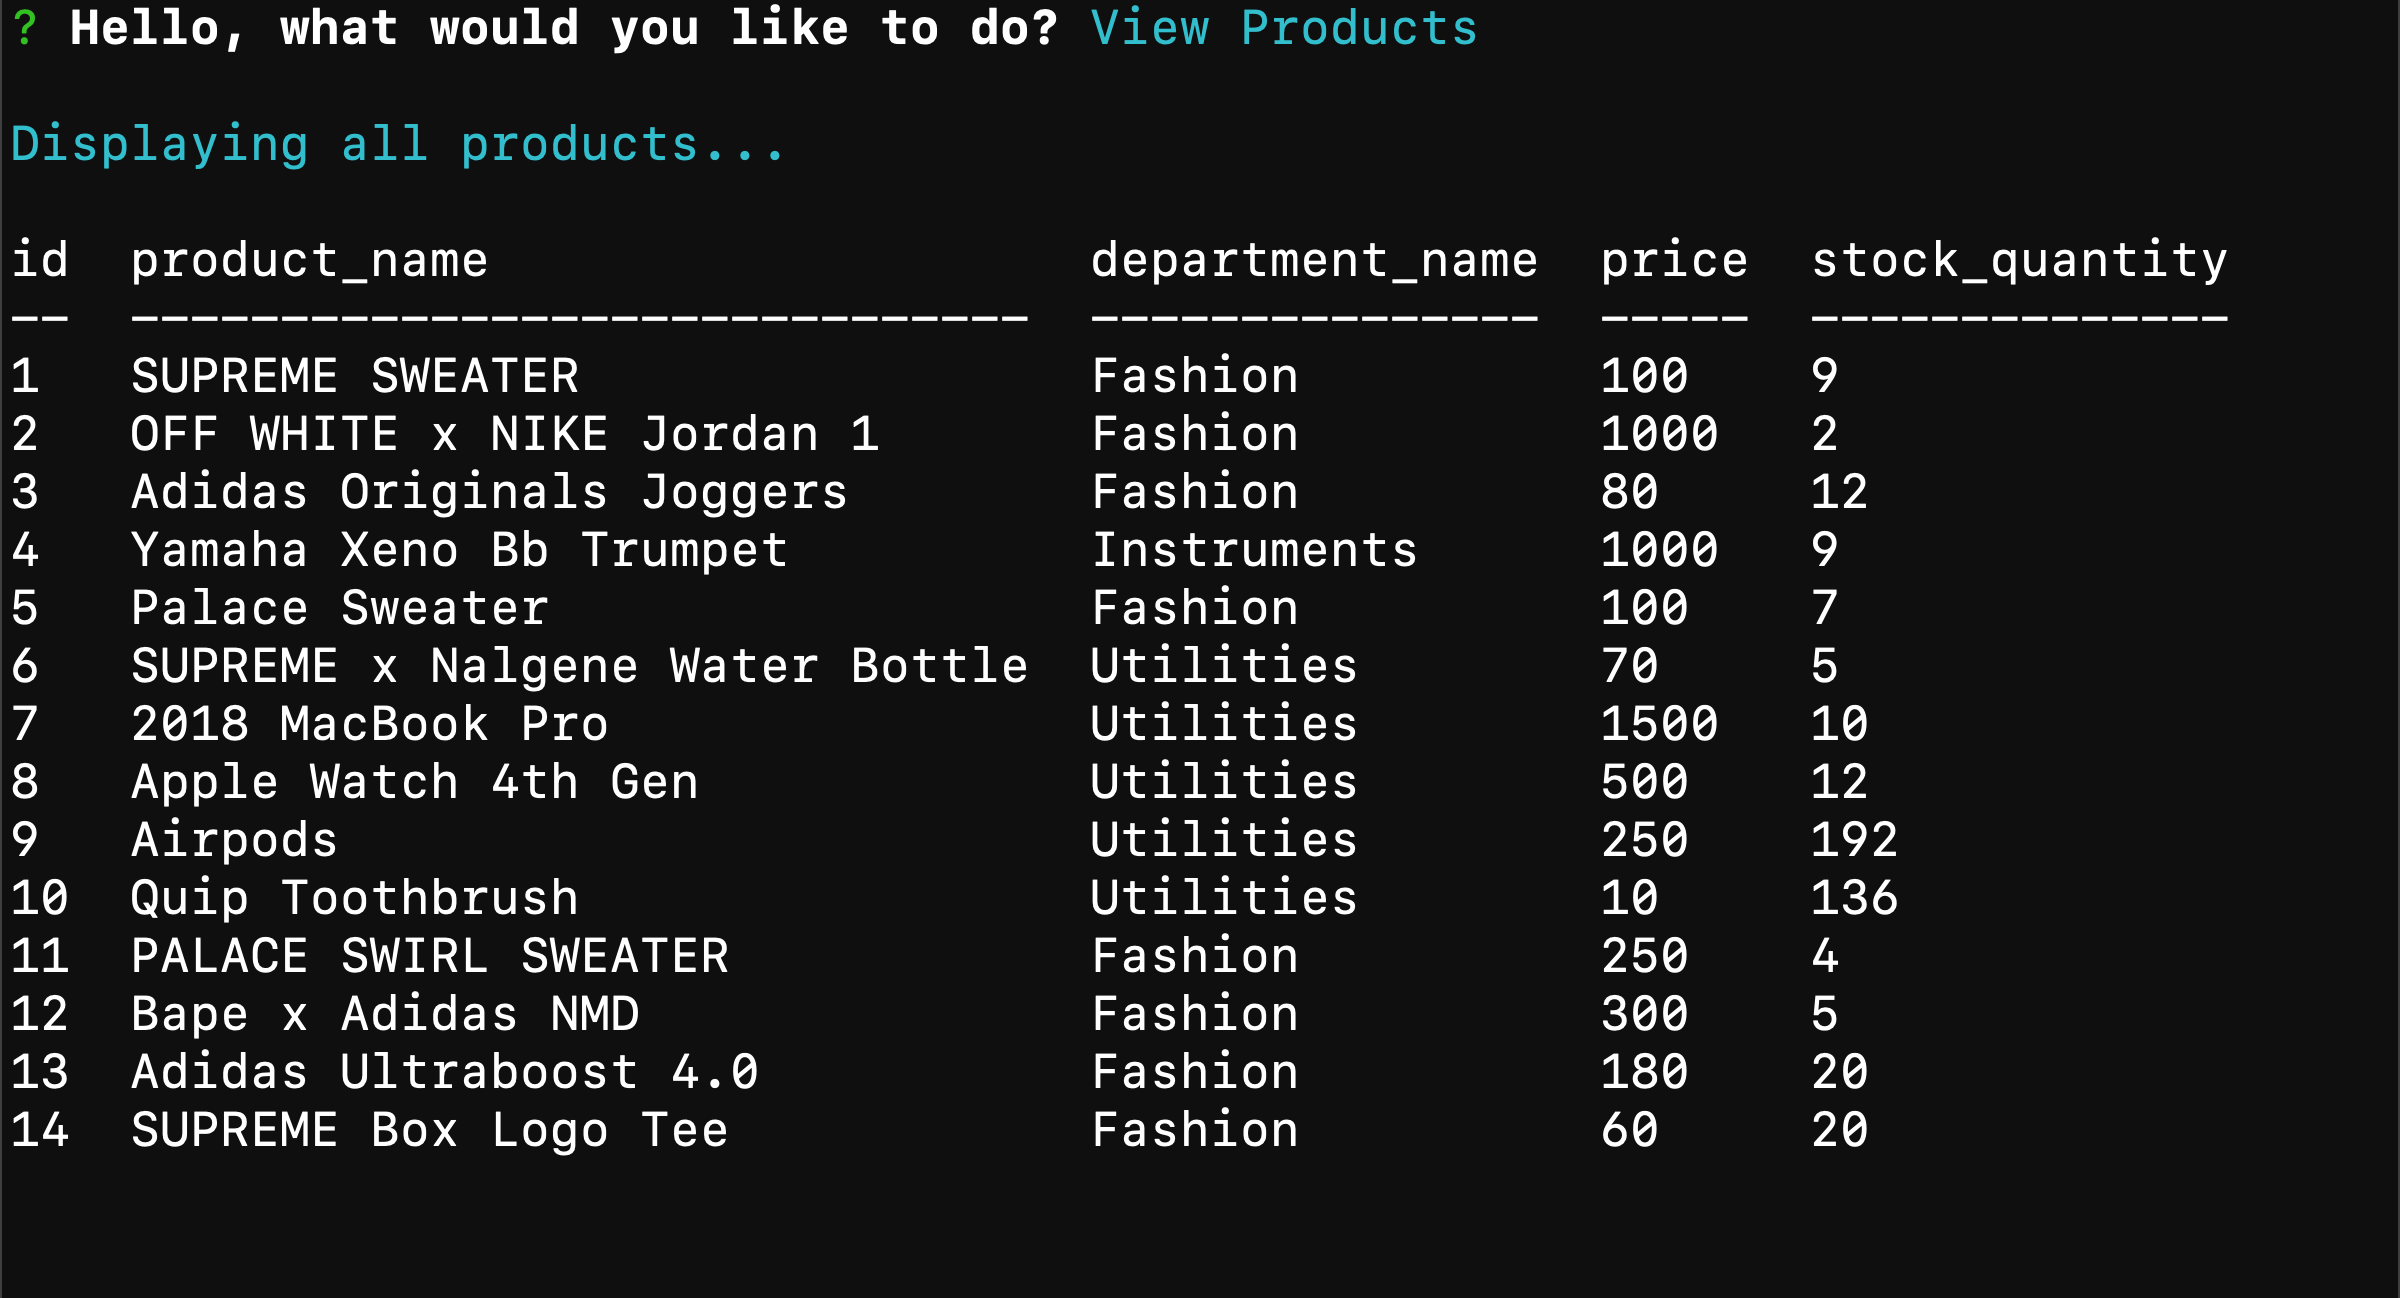 ? Hello, what would you like to do? View Products
Displaying all products...
id  product_name                    department_name  price  stock_quantity
--  ------------------------------  ---------------  -----  --------------
1   SUPREME SWEATER                 Fashion          100    9
2   OFF WHITE x NIKE Jordan 1       Fashion          1000   2
3   Adidas Originals Joggers        Fashion          80     12
4   Yamaha Xeno Bb Trumpet          Instruments      1000   9
5   Palace Sweater                  Fashion          100    7
6   SUPREME x Nalgene Water Bottle  Utilities        70     5
7   2018 MacBook Pro                Utilities        1500   10
8   Apple Watch 4th Gen             Utilities        500    12
9   Airpods                         Utilities        250    192
10  Quip Toothbrush                 Utilities        10     136
11  PALACE SWIRL SWEATER            Fashion          250    4
12  Bape x Adidas NMD               Fashion          300    5
13  Adidas Ultraboost 4.0           Fashion          180    20
14  SUPREME Box Logo Tee            Fashion          60     20